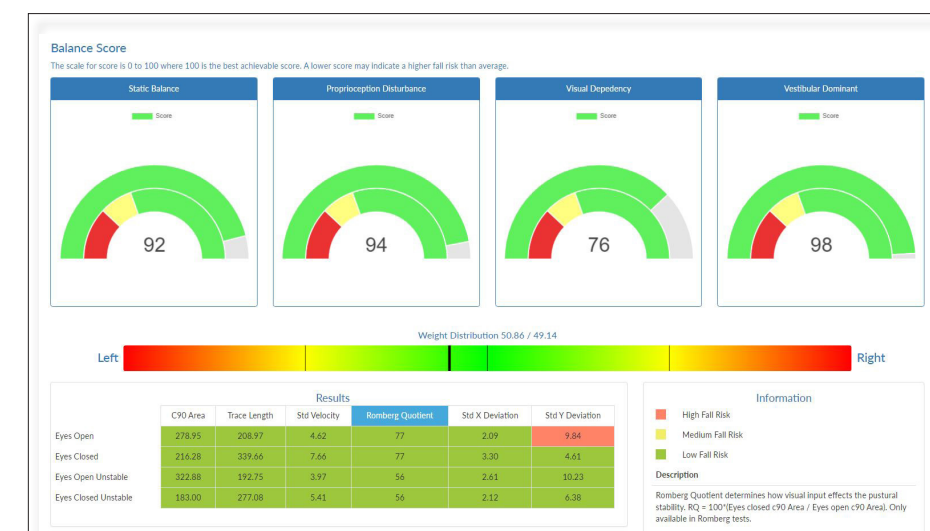 Balance Score
The scale for score is 0 to 100 where 100 is the best achievable score. A lower score may indicate a higher fall risk than average.
Static Balance
Score
92
Proprioception Disturbance
Score
94
Visual Depedency
Score
76
Vestibular Dominant
Score
98
Weight Distribution 50.86 / 49.14
Left
Right
Results
C90 Area Trace Length Std Velocity Romberg Quotient Std X Deviation Std Y Deviation
Eyes Open 278.95 208.97 4.62 77 2.09 9.84
Eyes Closed 216.28 339.66 7.66 77 3.30 4.61
Eyes Open Unstable 322.88 192.75 3.97 56 2.61 10.23
Eyes Closed Unstable 183.00 277.08 5.41 56 2.12 6.38
Information
High Fall Risk
Medium Fall Risk
Low Fall Risk
Description
Romberg Quotient determines how visual input effects the pustural
stability. RQ = 100*(Eyes closed c90 Area / Eyes open c90 Area). Only
available in Romberg tests.